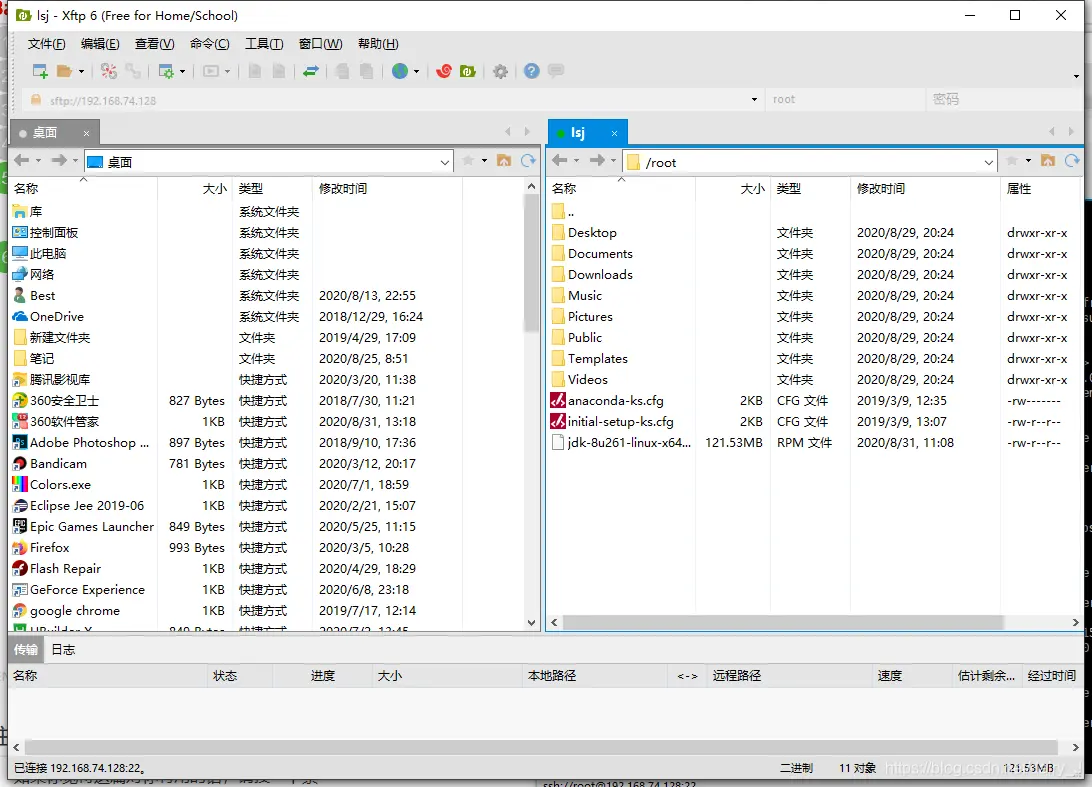 lsj - Xftp 6 (Free for Home/School)
文件(F) 编辑(E) 查看(V) 命令(C) 工具(T) 窗口(W) 帮助(H)
sftp://192.168.74.128 root 密码
桌面 × lsj ×
桌面 /root
名称 大小 类型 修改时间 名称 大小 类型 修改时间 属性
库 系统文件夹 ..
控制面板 系统文件夹 Desktop 文件夹 2020/8/29, 20:24 drwxr-xr-x
此电脑 系统文件夹 Documents 文件夹 2020/8/29, 20:24 drwxr-xr-x
网络 系统文件夹 Downloads 文件夹 2020/8/29, 20:24 drwxr-xr-x
Best 系统文件夹 2020/8/13, 22:55 Music 文件夹 2020/8/29, 20:24 drwxr-xr-x
OneDrive 系统文件夹 2018/12/29, 16:24 Pictures 文件夹 2020/8/29, 20:24 drwxr-xr-x
新建文件夹 文件夹 2019/4/29, 17:09 Public 文件夹 2020/8/29, 20:24 drwxr-xr-x
笔记 文件夹 2020/8/25, 8:51 Templates 文件夹 2020/8/29, 20:24 drwxr-xr-x
腾讯影视库 快捷方式 2020/3/20, 11:38 Videos 文件夹 2020/8/29, 20:24 drwxr-xr-x
360安全卫士 827 Bytes 快捷方式 2018/7/30, 11:21 anaconda-ks.cfg 2KB CFG 文件 2019/3/9, 12:35 -rw-------
360软件管家 1KB 快捷方式 2020/8/31, 13:18 initial-setup-ks.cfg 2KB CFG 文件 2019/3/9, 13:07 -rw-r--r--
Adobe Photoshop ... 897 Bytes 快捷方式 2018/9/10, 17:36 jdk-8u261-linux-x64... 121.53MB RPM 文件 2020/8/31, 11:08 -rw-r--r--
Bandicam 781 Bytes 快捷方式 2020/3/12, 20:17
Colors.exe 1KB 快捷方式 2020/7/1, 18:59
Eclipse Jee 2019-06 1KB 快捷方式 2020/2/21, 15:07
Epic Games Launcher 849 Bytes 快捷方式 2020/5/25, 11:15
Firefox 993 Bytes 快捷方式 2020/3/5, 10:28
Flash Repair 1KB 快捷方式 2020/4/29, 18:29
GeForce Experience 1KB 快捷方式 2020/6/8, 23:18
google chrome 1KB 快捷方式 2019/7/17, 12:14
传输 日志
名称 状态 进度 大小 本地路径 <-> 远程路径 速度 估计剩余... 经过时间
已连接 192.168.74.128:22。 二进制 11 对象 121.53MB
ssh://root@192.168.74.128:22